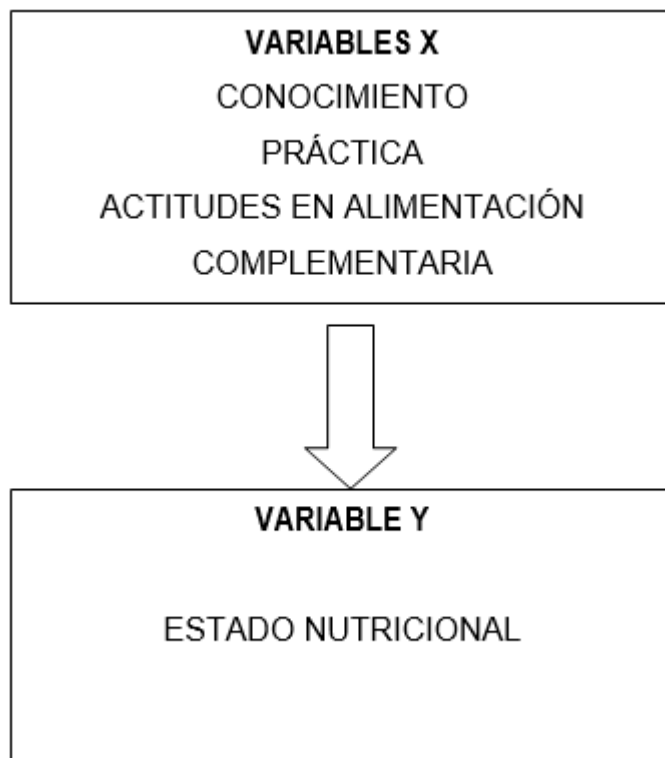 VARIABLES X
CONOCIMIENTO
PRÁCTICA
ACTITUDES EN ALIMENTACIÓN
COMPLEMENTARIA
VARIABLE Y
ESTADO NUTRICIONAL